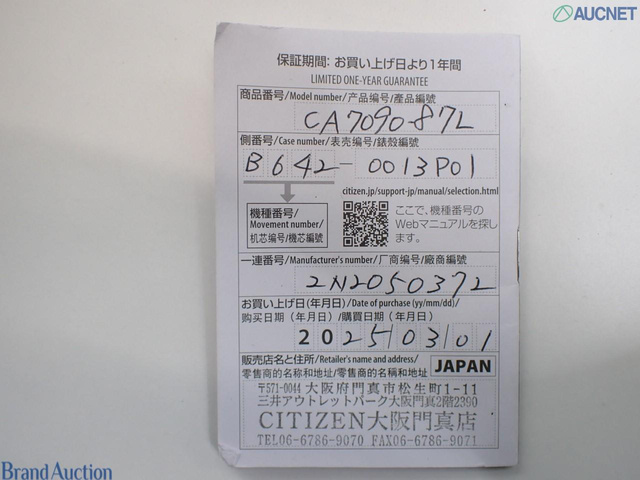 AUCNET
保証期間: お買い上げ日より1年間
LIMITED ONE-YEAR GUARANTEE
商品番号/Model number/产品编号/產品編號
CA7090-87L
側番号/Case number/表壳编号/錶殼編號
B642-0013P01
citizen.jp/support-jp/manual/selection.html
機種番号/
Movement number/
机芯编号/機芯編號
ここで、機種番号の
Webマニュアルを探し
ます。
一連番号/Manufacturer's number/厂商编号/廠商編號
2N2050372
お買い上げ日(年月日)/Date of purchase (yy/mm/dd)/
购买日期 (年月日)/購買日期 (年月日)
20251031 01
販売店名と住所/Retailer's name and address/
零售商的名称和地址/零售商的名稱和地址
JAPAN
〒571-0044 大阪府門真市松生町1-11
三井アウトレットパーク大阪門真2階2390
CITIZEN大阪門真店
TEL06-6786-9070 FAX06-6786-9071
Brand Auction